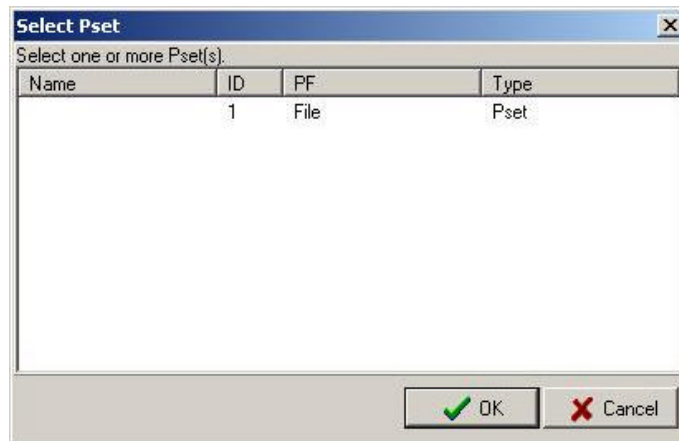 Select Pset
Select one or more Pset(s).
Name ID PF Type
1 File Pset
OK Cancel